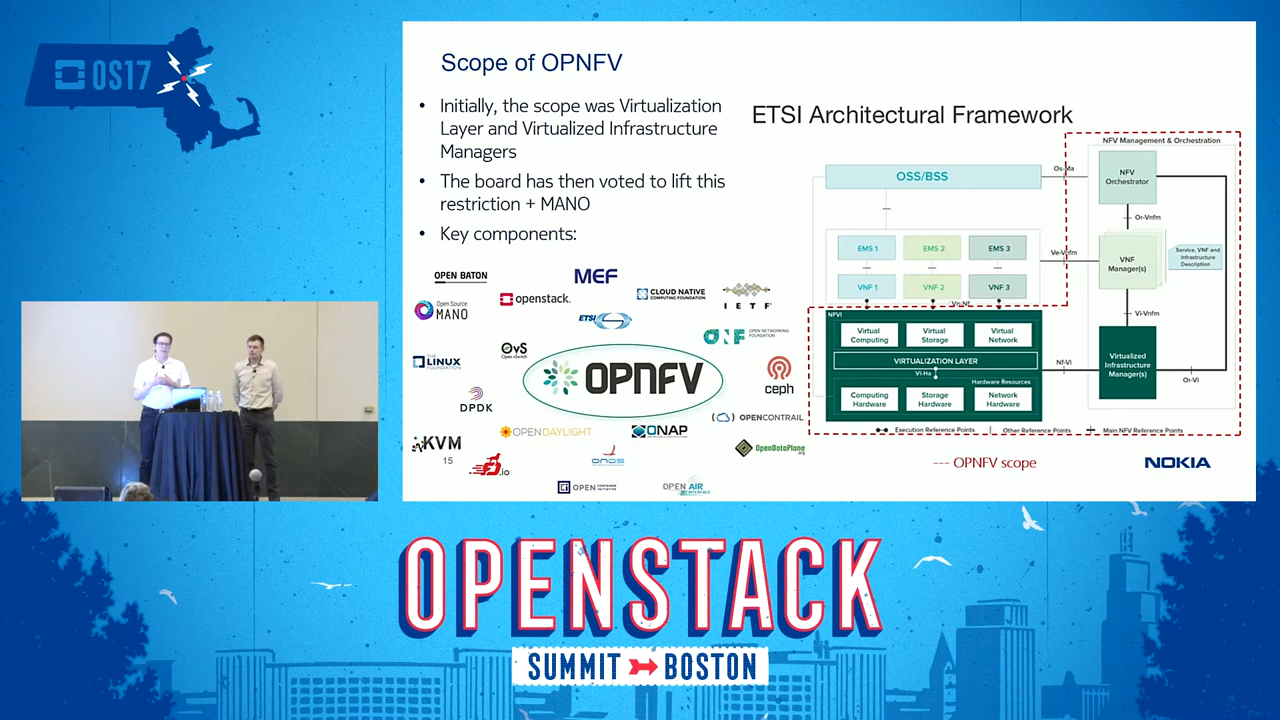 OS17
Scope of OPNFV
• Initially, the scope was Virtualization
Layer and Virtualized Infrastructure
Managers
• The board has then voted to lift this
restriction + MANO
• Key components:
OPEN BATON
MEF
Open Source
MANO
openstack.
CLOUD NATIVE
COMPUTING FOUNDATION
I E T F
ETSI
OPEN NETWORKING
FOUNDATION
THE
LINUX
FOUNDATION
OvS
Open vSwitch
OPNFV
ceph
DPDK
OPENCONTRAIL
OPENDAYLIGHT
ONAP
KVM
ONOS
OpenDataPlane
.org
.io
OPEN CONTAINER
INITIATIVE
OPEN AIR
INTERFACE
15
ETSI Architectural Framework
NFV Management & Orchestration
OSS/BSS
Os-Ma
NFV
Orchestrator
Or-Vnfm
EMS 1
EMS 2
EMS 3
Ve-Vnfm
VNF
Manager(s)
Service, VNF and
Infrastructure
Description
VNF 1
VNF 2
VNF 3
Vn-Nf
NFVI
Vi-Vnfm
Virtual
Computing
Virtual
Storage
Virtual
Network
VIRTUALIZATION LAYER
Vl-Ha
Nf-Vi
Virtualized
Infrastructure
Manager(s)
Or-Vi
Hardware Resources
Computing
Hardware
Storage
Hardware
Network
Hardware
Execution Reference Points
Other Reference Points
Main NFV Reference Points
--- OPNFV scope
NOKIA
OPENSTACK
SUMMIT BOSTON